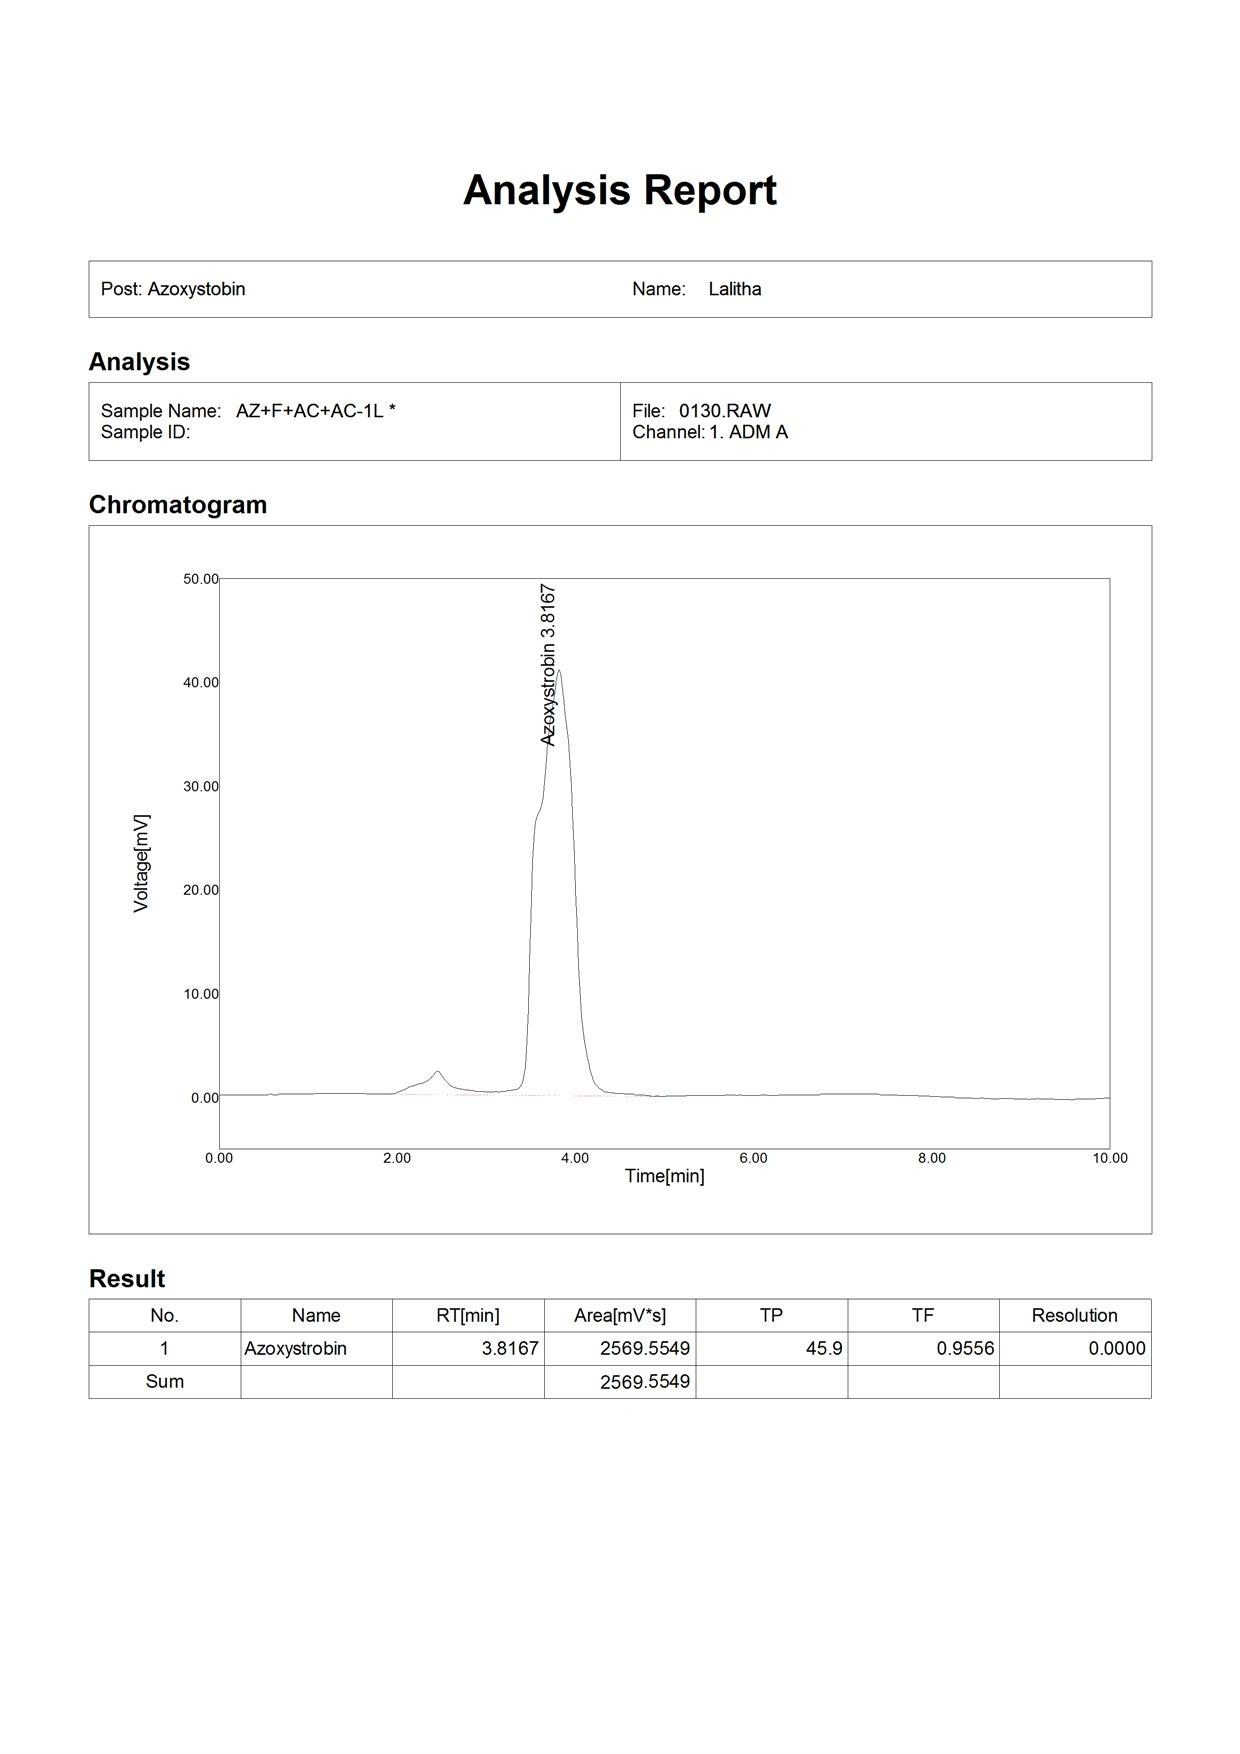 Analysis Report
Post: Azoxystobin Name: Lalitha
Analysis
Sample Name: AZ+F+AC+AC-1L * File: 0130.RAW
Sample ID: Channel: 1. ADM A
Chromatogram
Azoxystrobin 3.8167
50.00
40.00
30.00
20.00
10.00
0.00
Voltage[mV]
0.00 2.00 4.00 6.00 8.00 10.00
Time[min]
Result
No. Name RT[min] Area[mV*s] TP TF Resolution
1 Azoxystrobin 3.8167 2569.5549 45.9 0.9556 0.0000
Sum 2569.5549